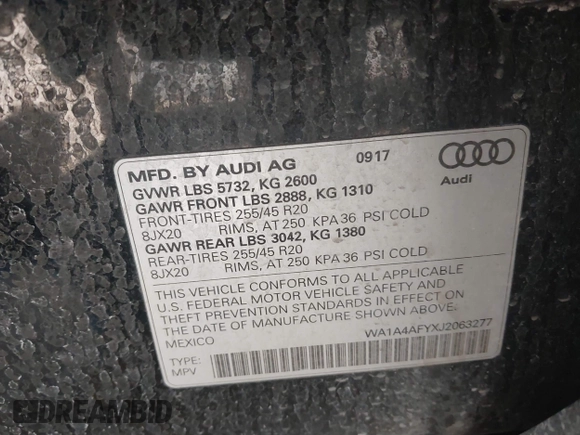 MFD. BY AUDI AG 0917
GVWR LBS 5732, KG 2600
GAWR FRONT LBS 2888, KG 1310
FRONT-TIRES 255/45 R20
8JX20 RIMS, AT 250 KPA 36 PSI COLD
GAWR REAR LBS 3042, KG 1380
REAR-TIRES 255/45 R20
8JX20 RIMS, AT 250 KPA 36 PSI COLD
Audi
THIS VEHICLE CONFORMS TO ALL APPLICABLE
U.S. FEDERAL MOTOR VEHICLE SAFETY AND
THEFT PREVENTION STANDARDS IN EFFECT ON
THE DATE OF MANUFACTURE SHOWN ABOVE.
MEXICO
WA1A4AFYXJ2063277
TYPE:
MPV
DREAMBID